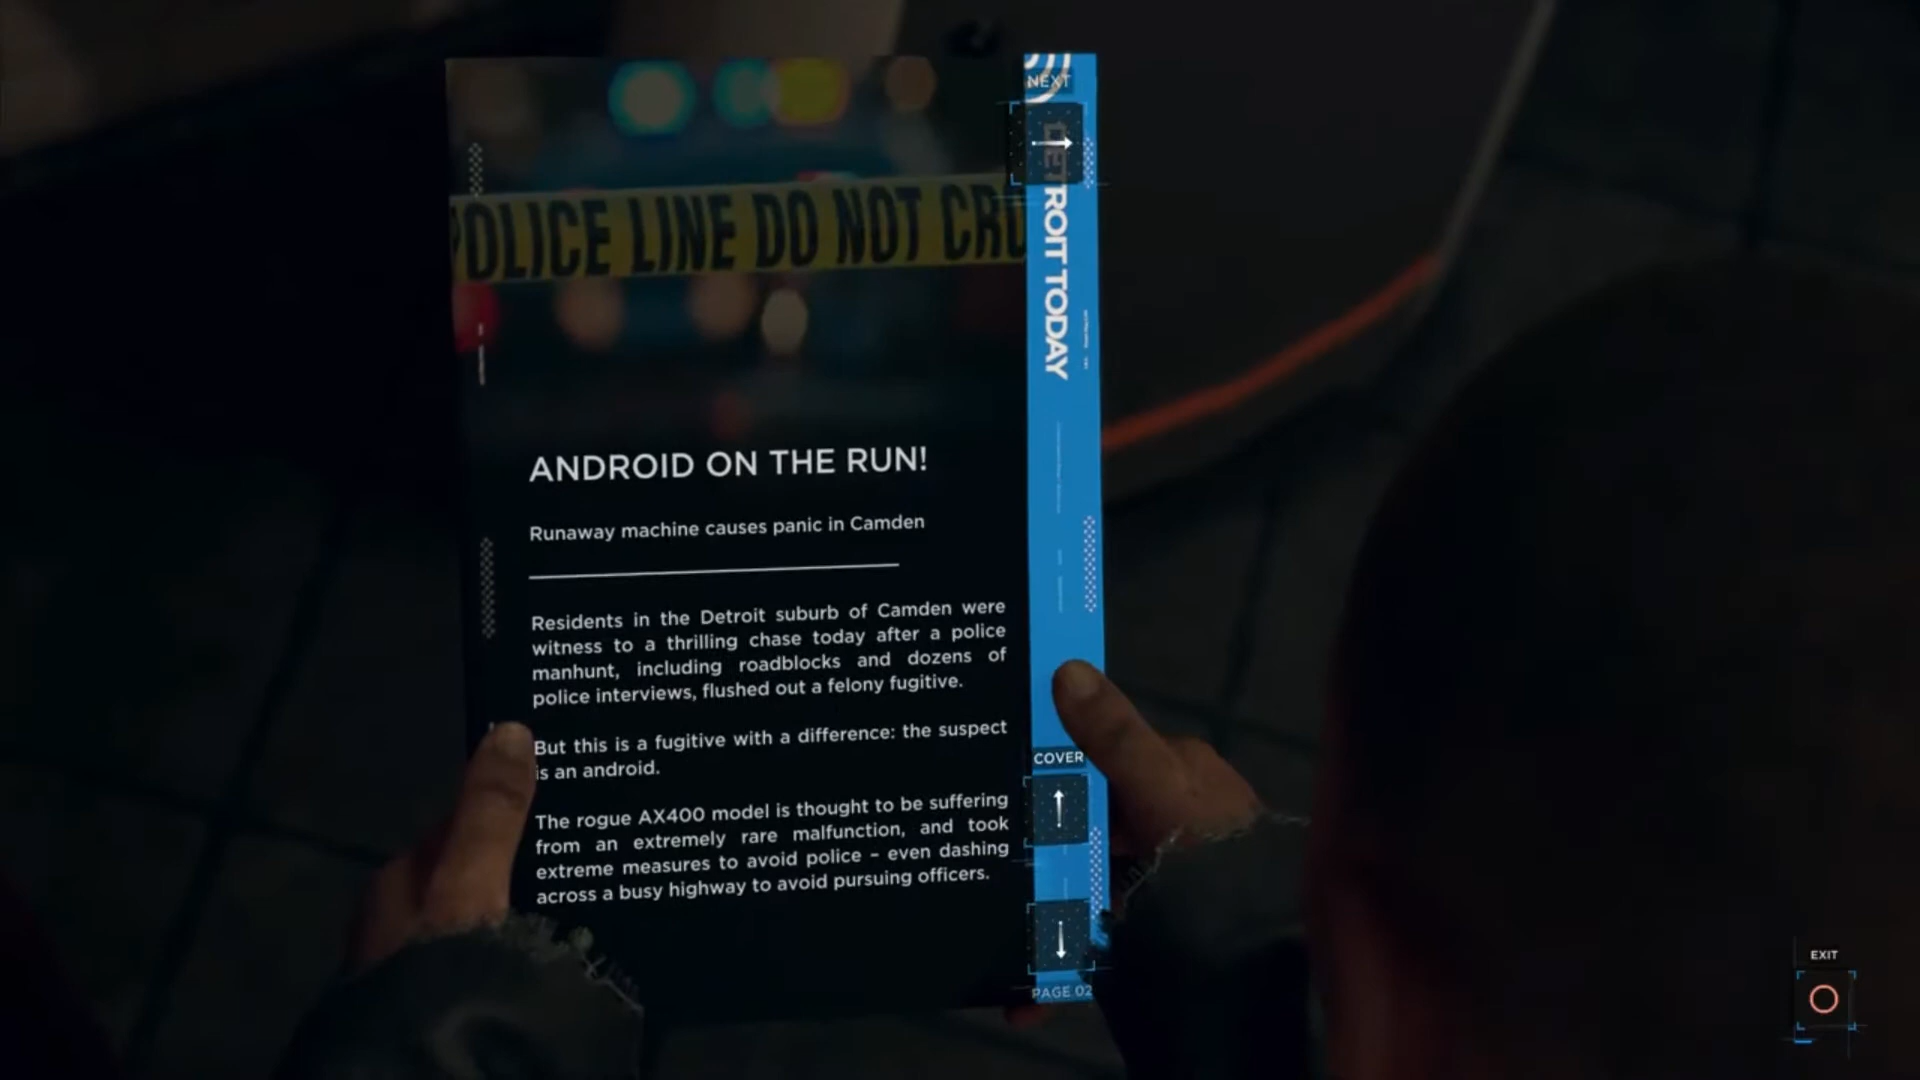 NEXT
DETROIT TODAY
POLICE LINE DO NOT CRO
ANDROID ON THE RUN!
Runaway machine causes panic in Camden
Residents in the Detroit suburb of Camden were
witness to a thrilling chase today after a police
manhunt, including roadblocks and dozens of
police interviews, flushed out a felony fugitive.
But this is a fugitive with a difference: the suspect
is an android.
The rogue AX400 model is thought to be suffering
from an extremely rare malfunction, and took
extreme measures to avoid police – even dashing
across a busy highway to avoid pursuing officers.
COVER
PAGE 02
EXIT